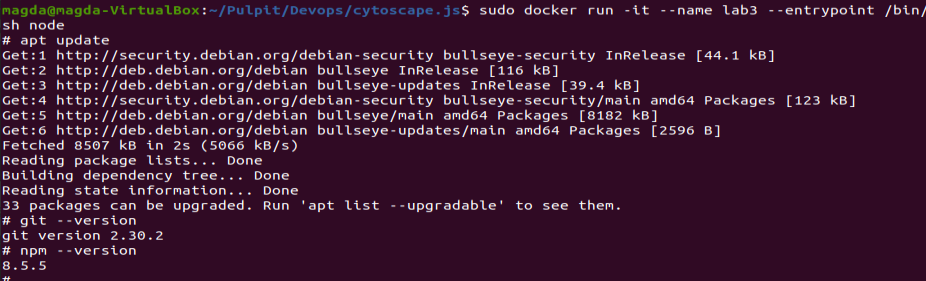 magda@magda-VirtualBox:~/Pulpit/Devops/cytoscape.js$ sudo docker run -it --name lab3 --entrypoint /bin/
sh node
# apt update
Get:1 http://security.debian.org/debian-security bullseye-security InRelease [44.1 kB]
Get:2 http://deb.debian.org/debian bullseye InRelease [116 kB]
Get:3 http://deb.debian.org/debian bullseye-updates InRelease [39.4 kB]
Get:4 http://security.debian.org/debian-security bullseye-security/main amd64 Packages [123 kB]
Get:5 http://deb.debian.org/debian bullseye/main amd64 Packages [8182 kB]
Get:6 http://deb.debian.org/debian bullseye-updates/main amd64 Packages [2596 B]
Fetched 8507 kB in 2s (5066 kB/s)
Reading package lists... Done
Building dependency tree... Done
Reading state information... Done
33 packages can be upgraded. Run 'apt list --upgradable' to see them.
# git --version
git version 2.30.2
# npm --version
8.5.5
#